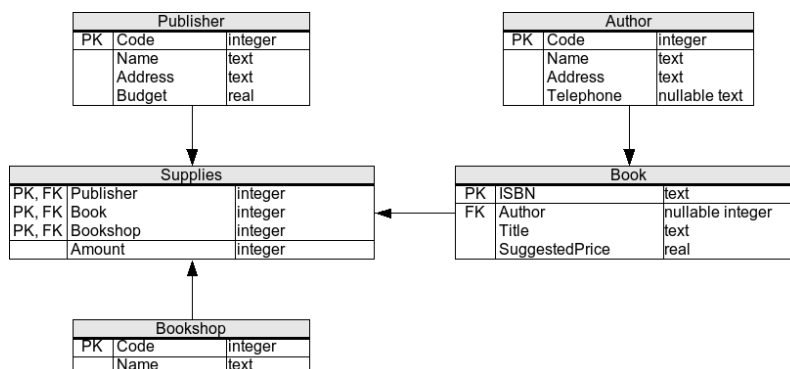 Publisher
PK Code integer
Name text
Address text
Budget real
Author
PK Code integer
Name text
Address text
Telephone nullable text
Supplies
PK, FK Publisher integer
PK, FK Book integer
PK, FK Bookshop integer
Amount integer
Book
PK ISBN text
FK Author nullable integer
Title text
SuggestedPrice real
Bookshop
PK Code integer
Name text